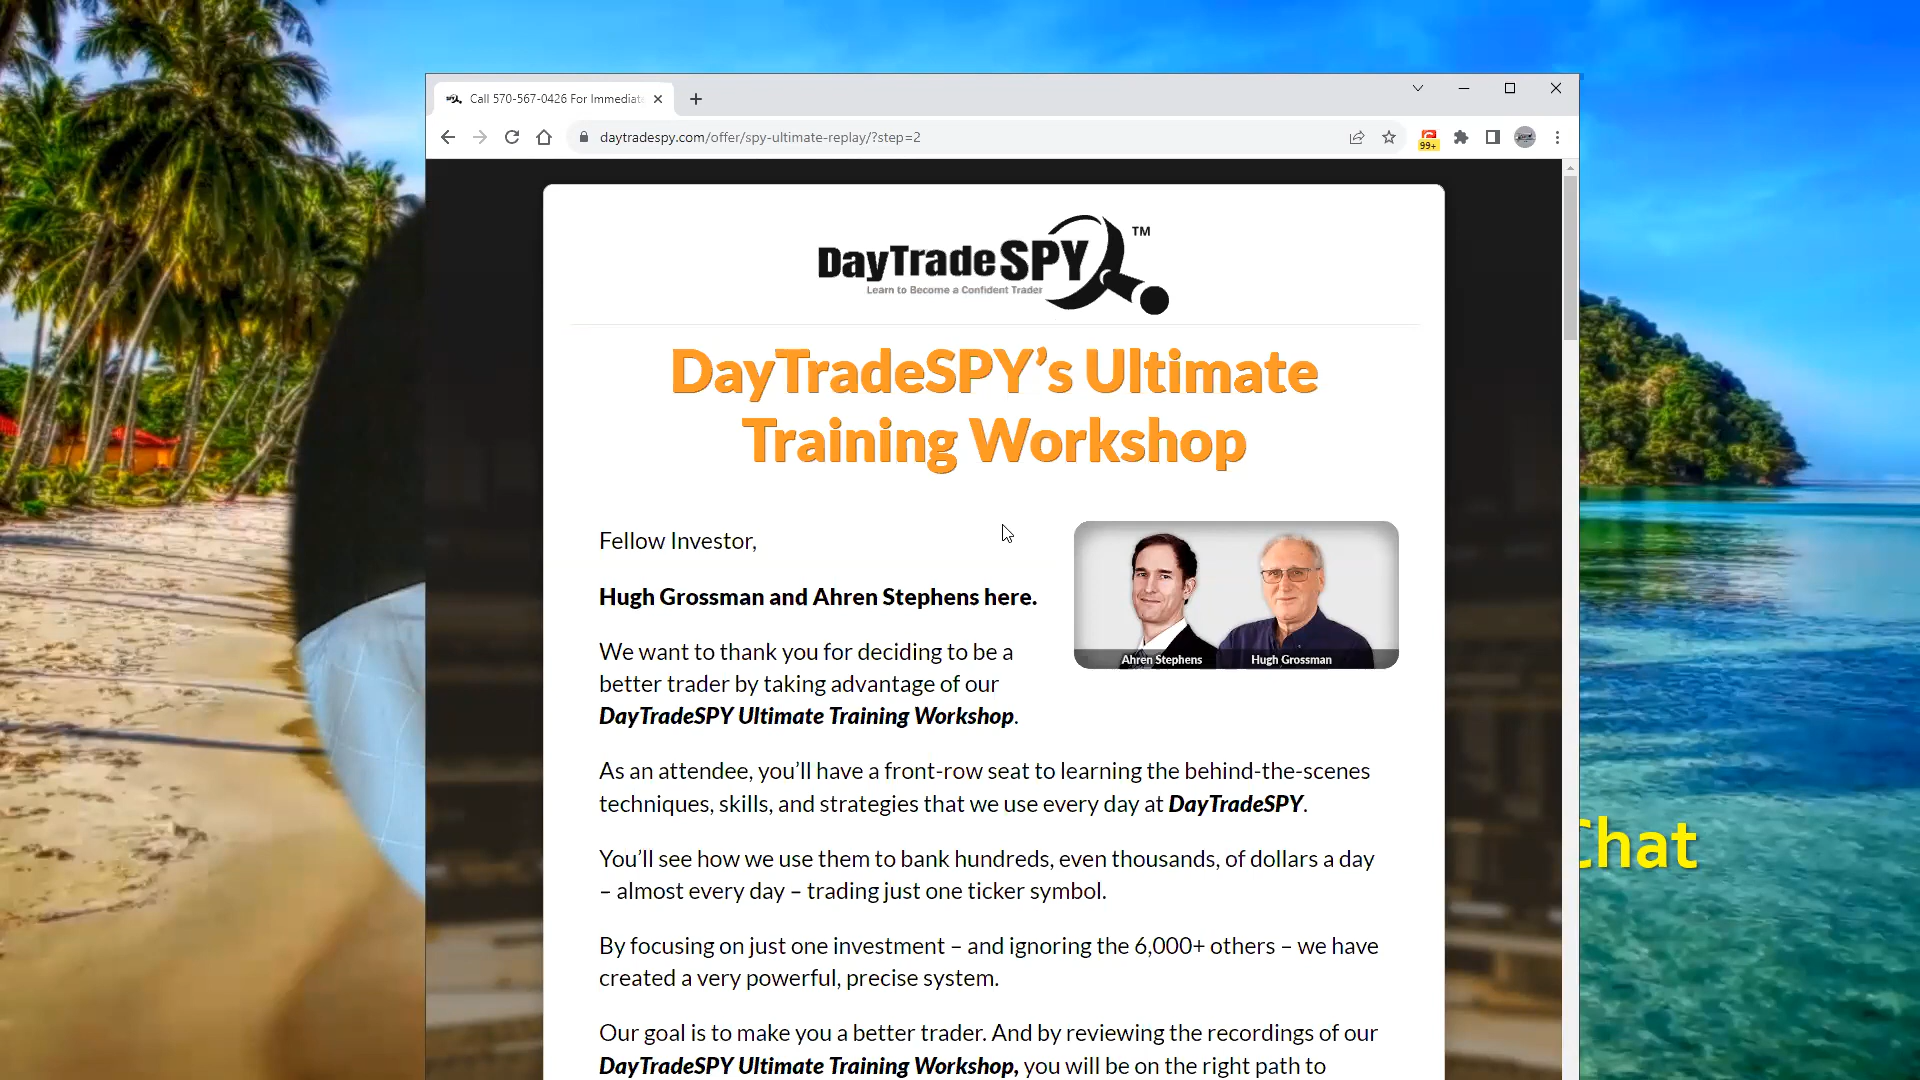 Call 570-567-0426 For Immediate
daytradespy.com/offer/spy-ultimate-replay/?step=2
99+
DayTradeSPY TM
Learn to Become a Confident Trader
DayTradeSPY’s Ultimate
Training Workshop
Fellow Investor,
Hugh Grossman and Ahren Stephens here.
Ahren Stephens Hugh Grossman
We want to thank you for deciding to be a
better trader by taking advantage of our
DayTradeSPY Ultimate Training Workshop.
As an attendee, you’ll have a front-row seat to learning the behind-the-scenes
techniques, skills, and strategies that we use every day at DayTradeSPY.
You’ll see how we use them to bank hundreds, even thousands, of dollars a day
– almost every day – trading just one ticker symbol.
Chat
By focusing on just one investment – and ignoring the 6,000+ others – we have
created a very powerful, precise system.
Our goal is to make you a better trader. And by reviewing the recordings of our
DayTradeSPY Ultimate Training Workshop, you will be on the right path to